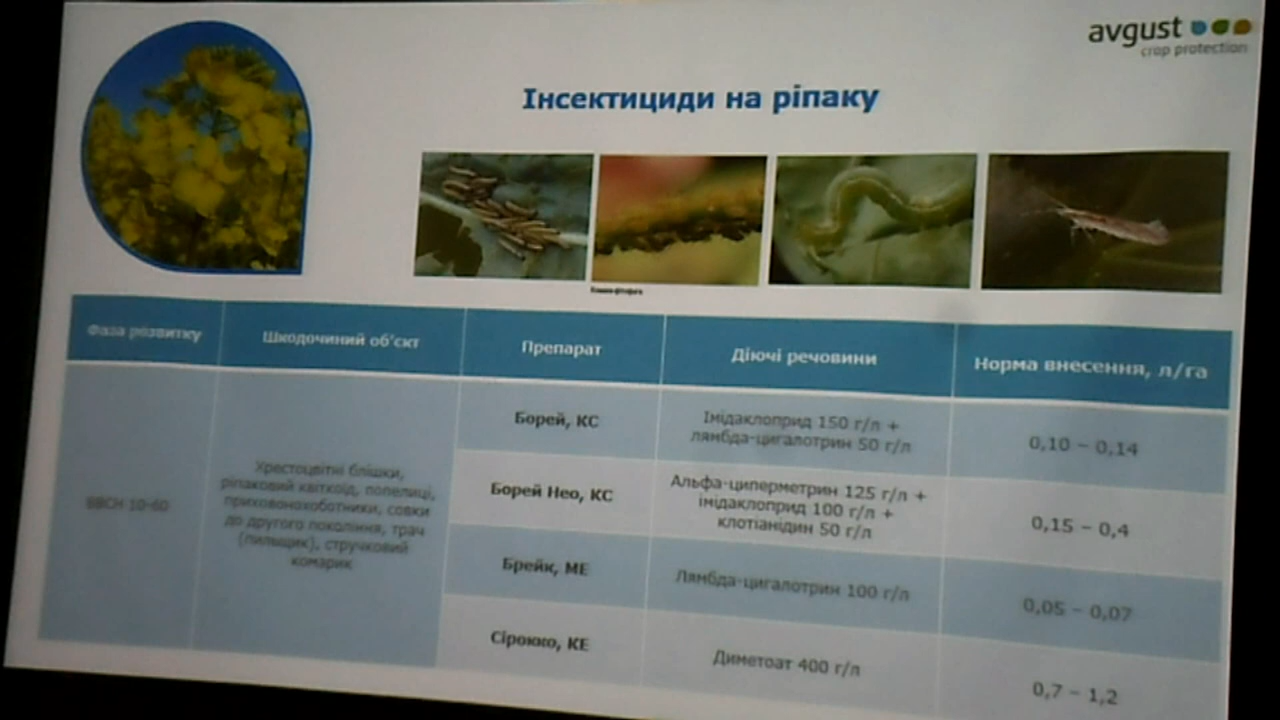 avgust
crop protection
Інсектициди на ріпаку
Фаза розвитку
Шкодочиний об'єкт
Препарат
Діючі речовини
Норма внесення, л/га
ВВСН 10-60
Хрестоцвітні блішки,
ріпаковий квіткоїд, попелиці,
прихованохоботники, совки
до другого покоління, трач
(пильщик), стручковий
комарик
Борей, КС
Імідаклоприд 150 г/л +
лямбда-цигалотрин 50 г/л
0,10 – 0,14
Борей Нео, КС
Альфа-циперметрин 125 г/л +
імідаклоприд 100 г/л +
клотіанідин 50 г/л
0,15 – 0,4
Брейк, МЕ
Лямбда-цигалотрин 100 г/л
0,05 – 0,07
Сірокко, КЕ
Диметоат 400 г/л
0,7 – 1,2